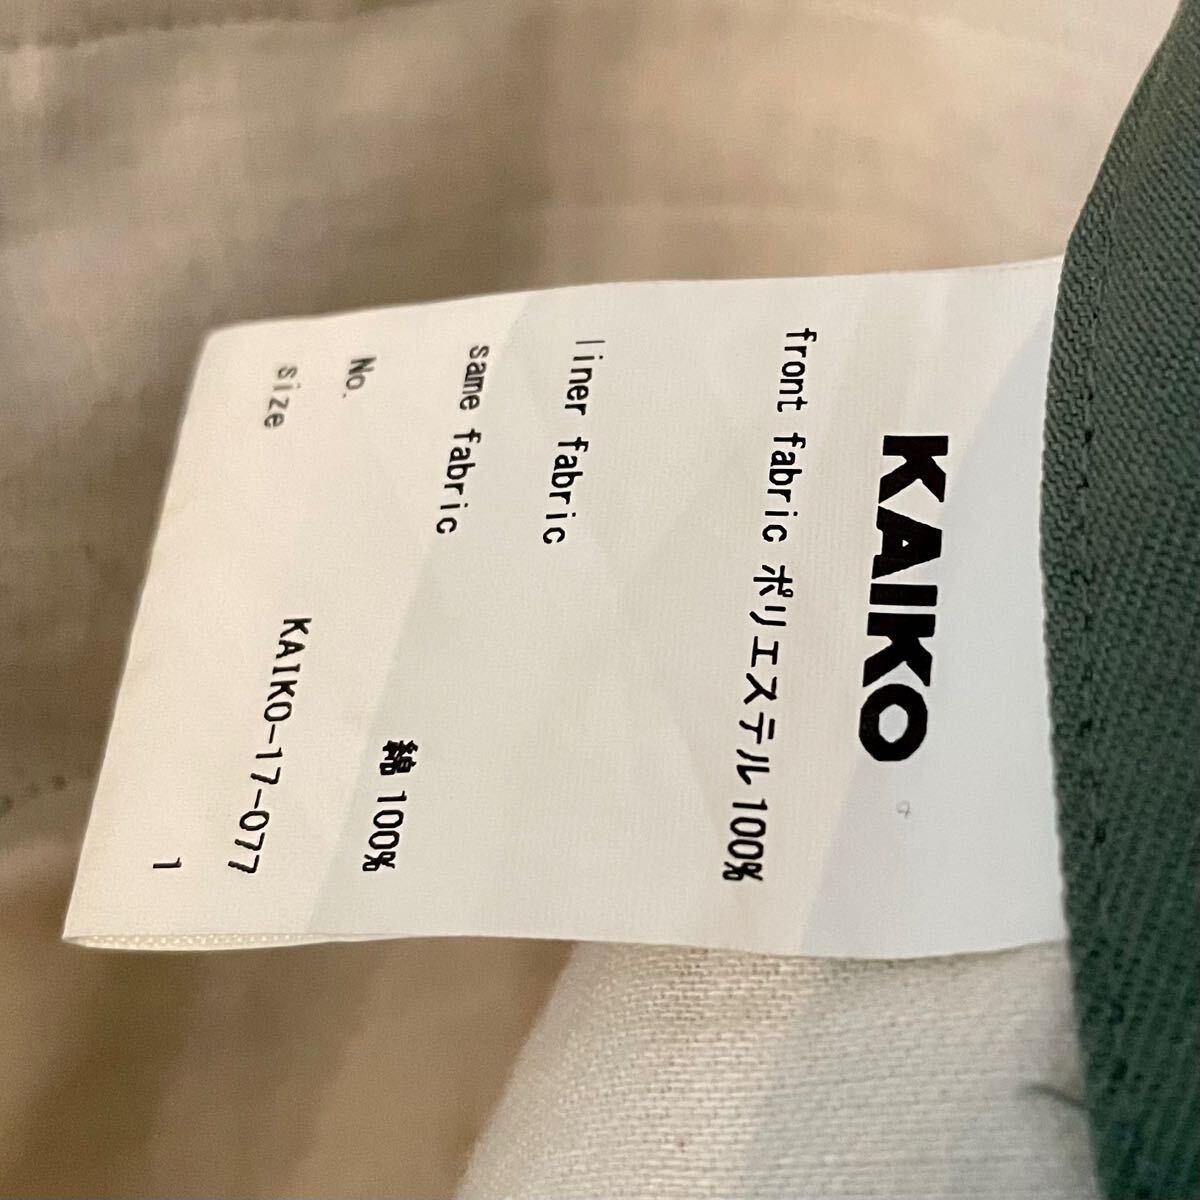 KAIKO
front fabric ポリエステル100%
liner fabric
same fabric
綿100%
No. KAIKO-17-077
size 1